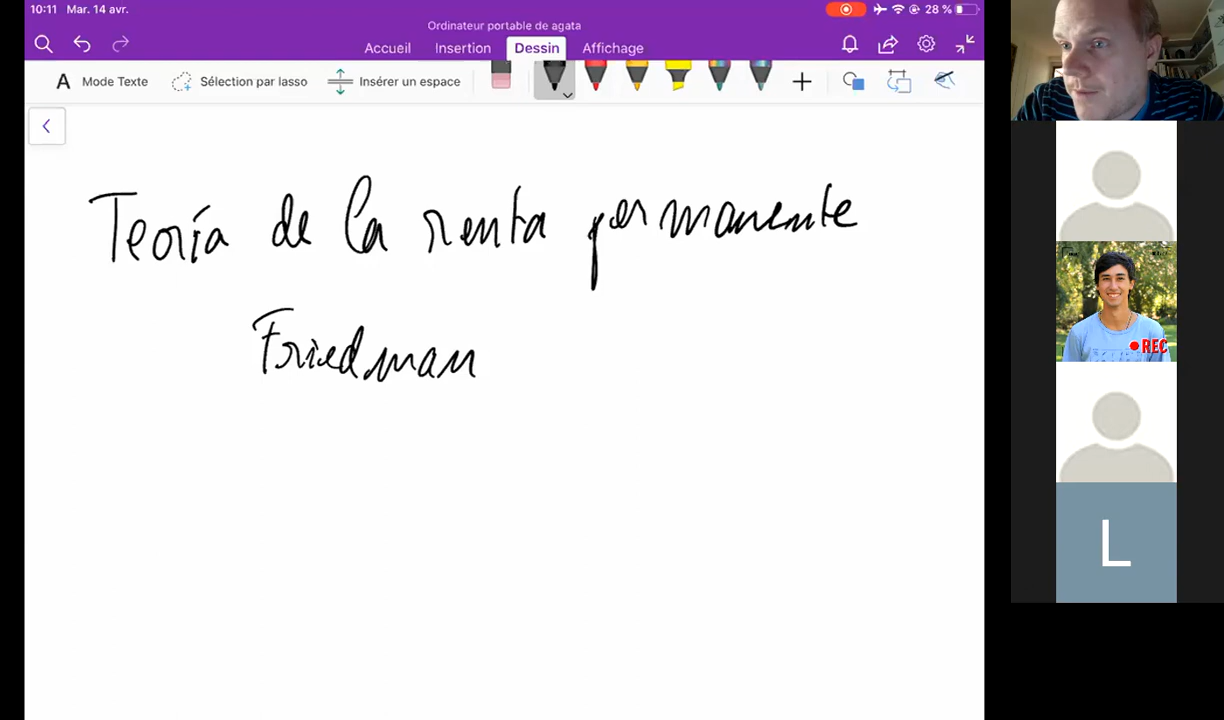 10:11 Mar. 14 avr.
28 %
Ordinateur portable de agata
Accueil Insertion Dessin Affichage
A Mode Texte Sélection par lasso Insérer un espace
Teoría de la renta permanente
Friedman
REC
L